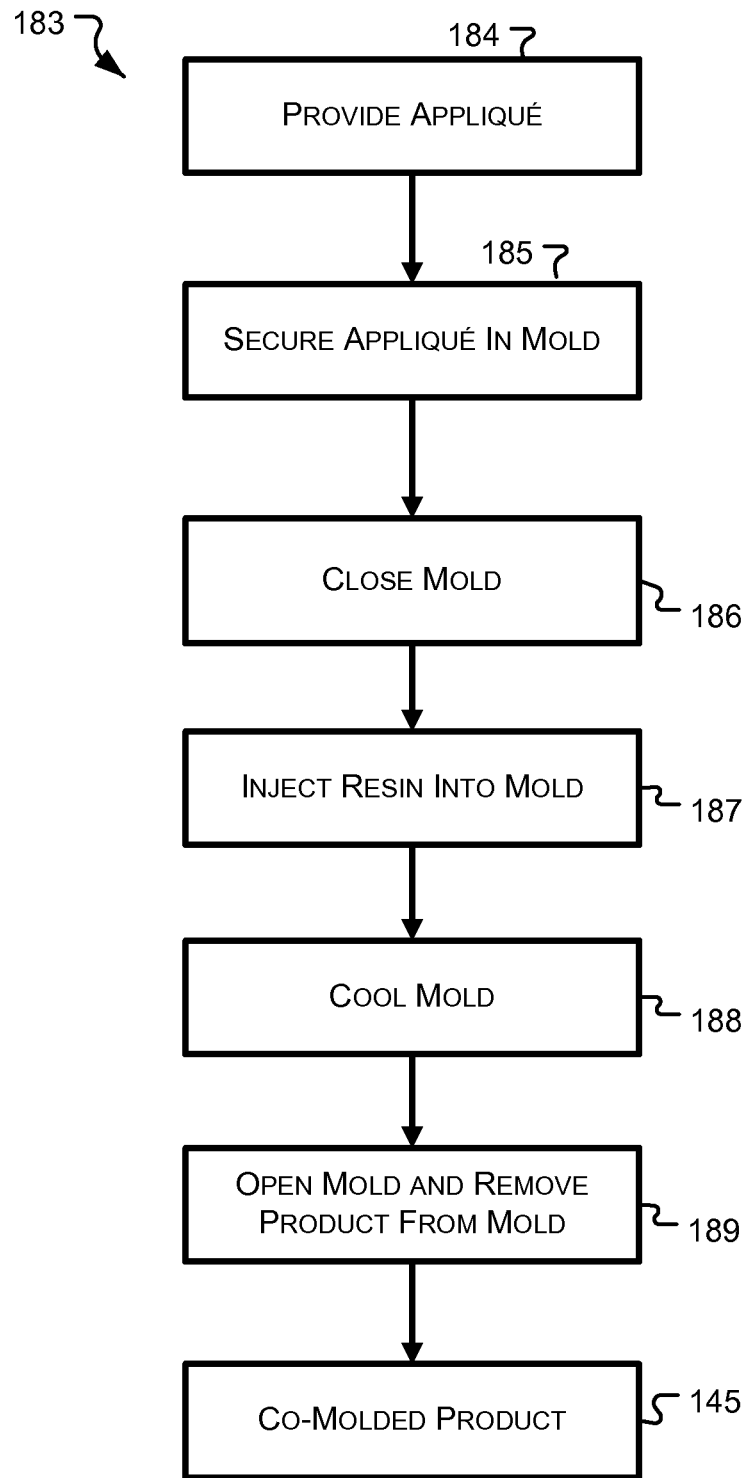 183
184
PROVIDE APPLIQUÉ
185
SECURE APPLIQUÉ IN MOLD
CLOSE MOLD
186
INJECT RESIN INTO MOLD
187
COOL MOLD
188
OPEN MOLD AND REMOVE
PRODUCT FROM MOLD
189
CO-MOLDED PRODUCT
145